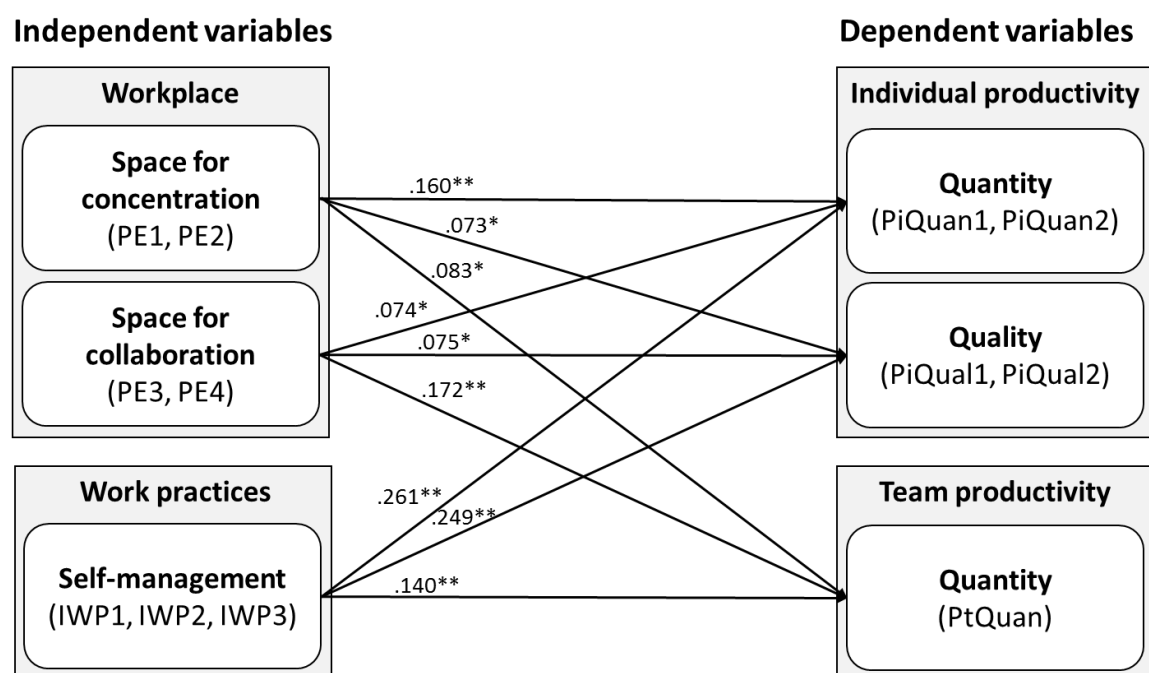 Independent variables
Dependent variables
Workplace
Space for
concentration
(PE1, PE2)
Space for
collaboration
(PE3, PE4)
Work practices
Self-management
(IWP1, IWP2, IWP3)
.160**
.073*
.083*
.074*
.075*
.172**
.261**
.249**
.140**
Individual productivity
Quantity
(PiQuan1, PiQuan2)
Quality
(PiQual1, PiQual2)
Team productivity
Quantity
(PtQuan)